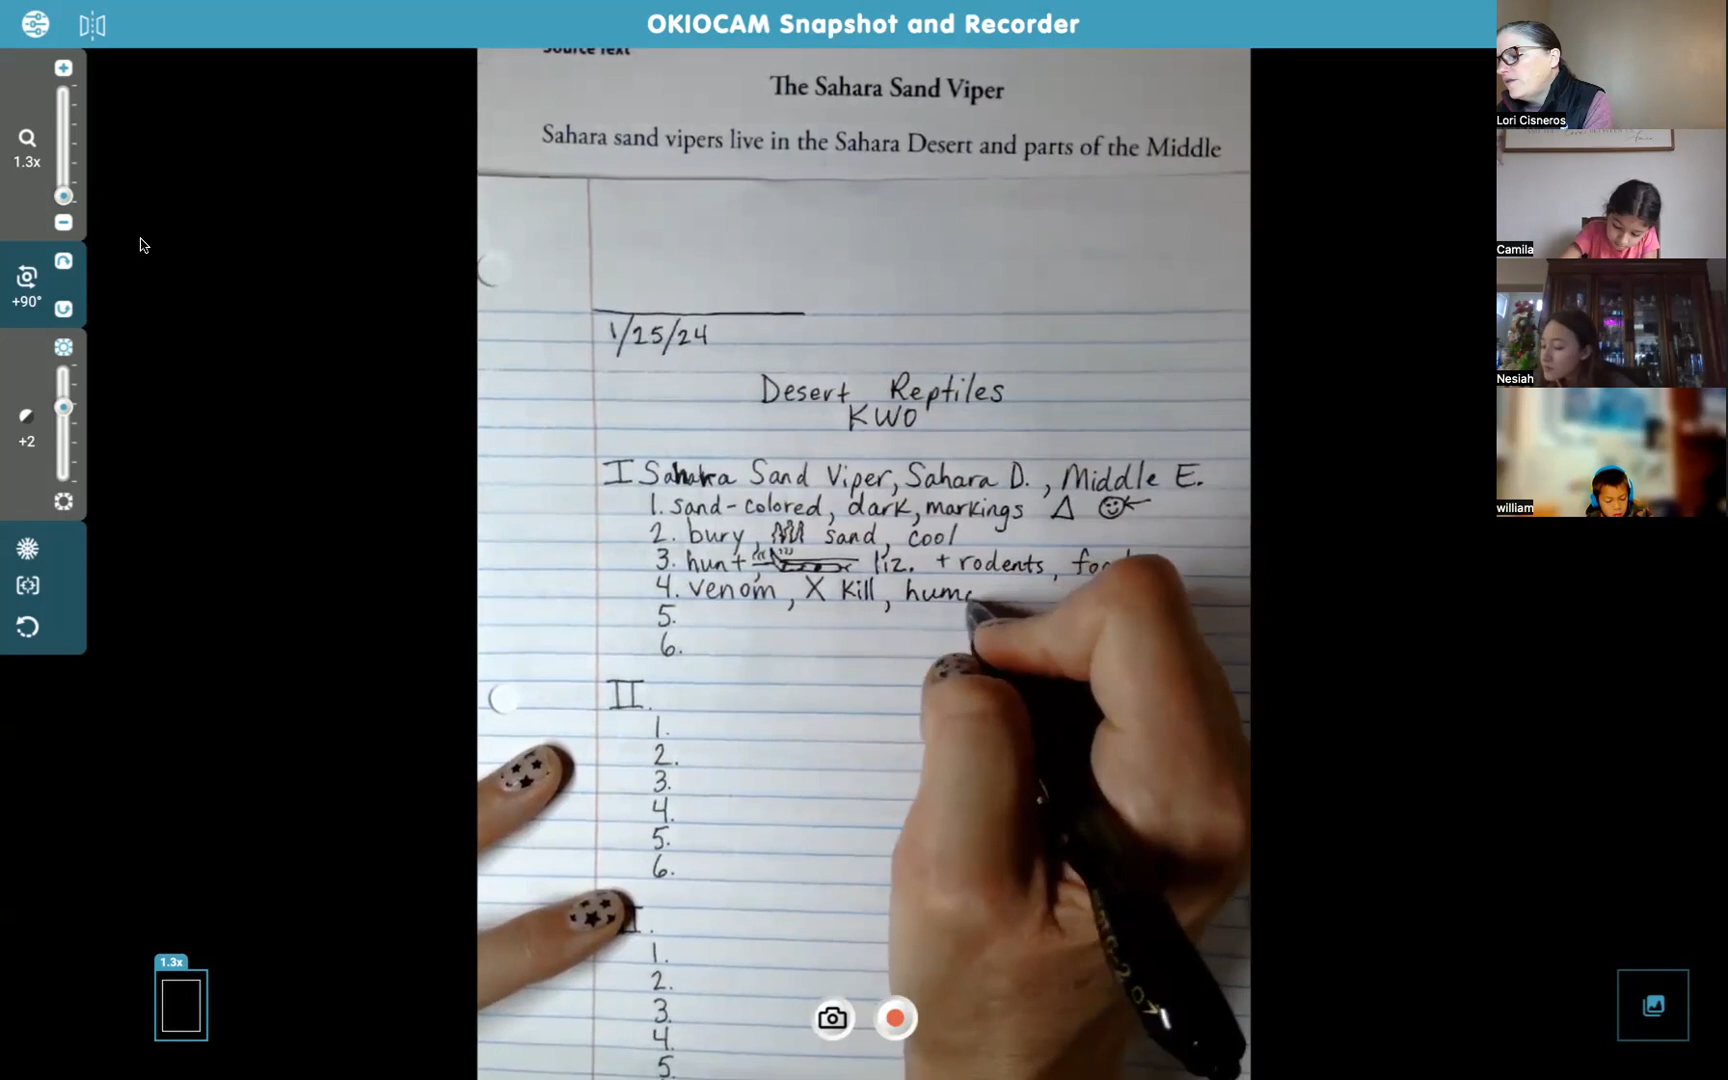 OKIOCAM Snapshot and Recorder
1.3x
+90°
+2
1.3x
Source Text
The Sahara Sand Viper
Sahara sand vipers live in the Sahara Desert and parts of the Middle
1/25/24
Desert Reptiles
KWO
I Sahara Sand Viper, Sahara D., Middle E.
1. sand-colored, dark, markings
2. bury, sand, cool
3. hunt, liz. + rodents,
4. venom, X kill,
5.
6.
II.
1.
2.
3.
4.
5.
6.
1.
2.
3.
4.
5.
Lori Cisneros
Camila
Nesiah
william